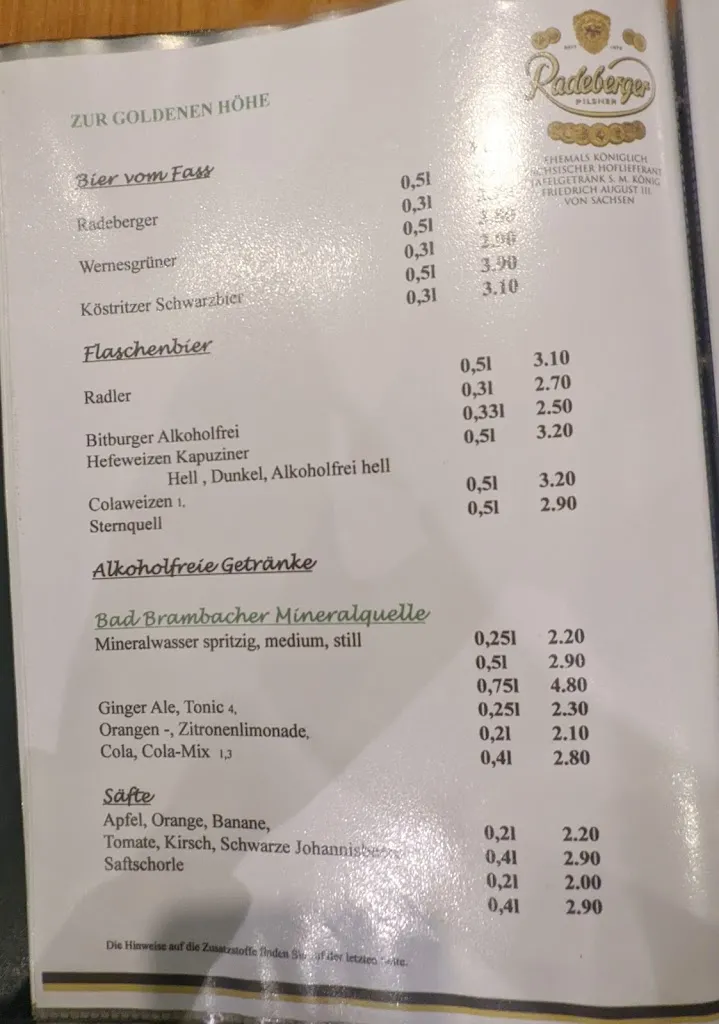 SEIT 1872
Radeberger
PILSNER
EHEMALS KÖNIGLICH
SÄCHSISCHER HOFLIEFERANT
TAFELGETRÄNK S. M. KÖNIG
FRIEDRICH AUGUST III.
VON SACHSEN
ZUR GOLDENEN HÖHE
Bier vom Fass
0,5l
Radeberger 0,3l
0,5l 3.80
Wernesgrüner 0,3l 2.90
0,5l 3.90
Köstritzer Schwarzbier 0,3l 3.10
Flaschenbier
0,5l 3.10
Radler 0,3l 2.70
0,33l 2.50
Bitburger Alkoholfrei 0,5l 3.20
Hefeweizen Kapuziner
Hell , Dunkel, Alkoholfrei hell
Colaweizen 1, 0,5l 3.20
Sternquell 0,5l 2.90
Alkoholfreie Getränke
Bad Brambacher Mineralquelle
Mineralwasser spritzig, medium, still 0,25l 2.20
0,5l 2.90
0,75l 4.80
Ginger Ale, Tonic 4, 0,25l 2.30
Orangen -, Zitronenlimonade, 0,2l 2.10
Cola, Cola-Mix 1,3 0,4l 2.80
Säfte
Apfel, Orange, Banane, 0,2l 2.20
Tomate, Kirsch, Schwarze Johannisbeere 0,4l 2.90
Saftschorle 0,2l 2.00
0,4l 2.90
Die Hinweise auf die Zusatzstoffe finden Sie auf der letzten Seite.